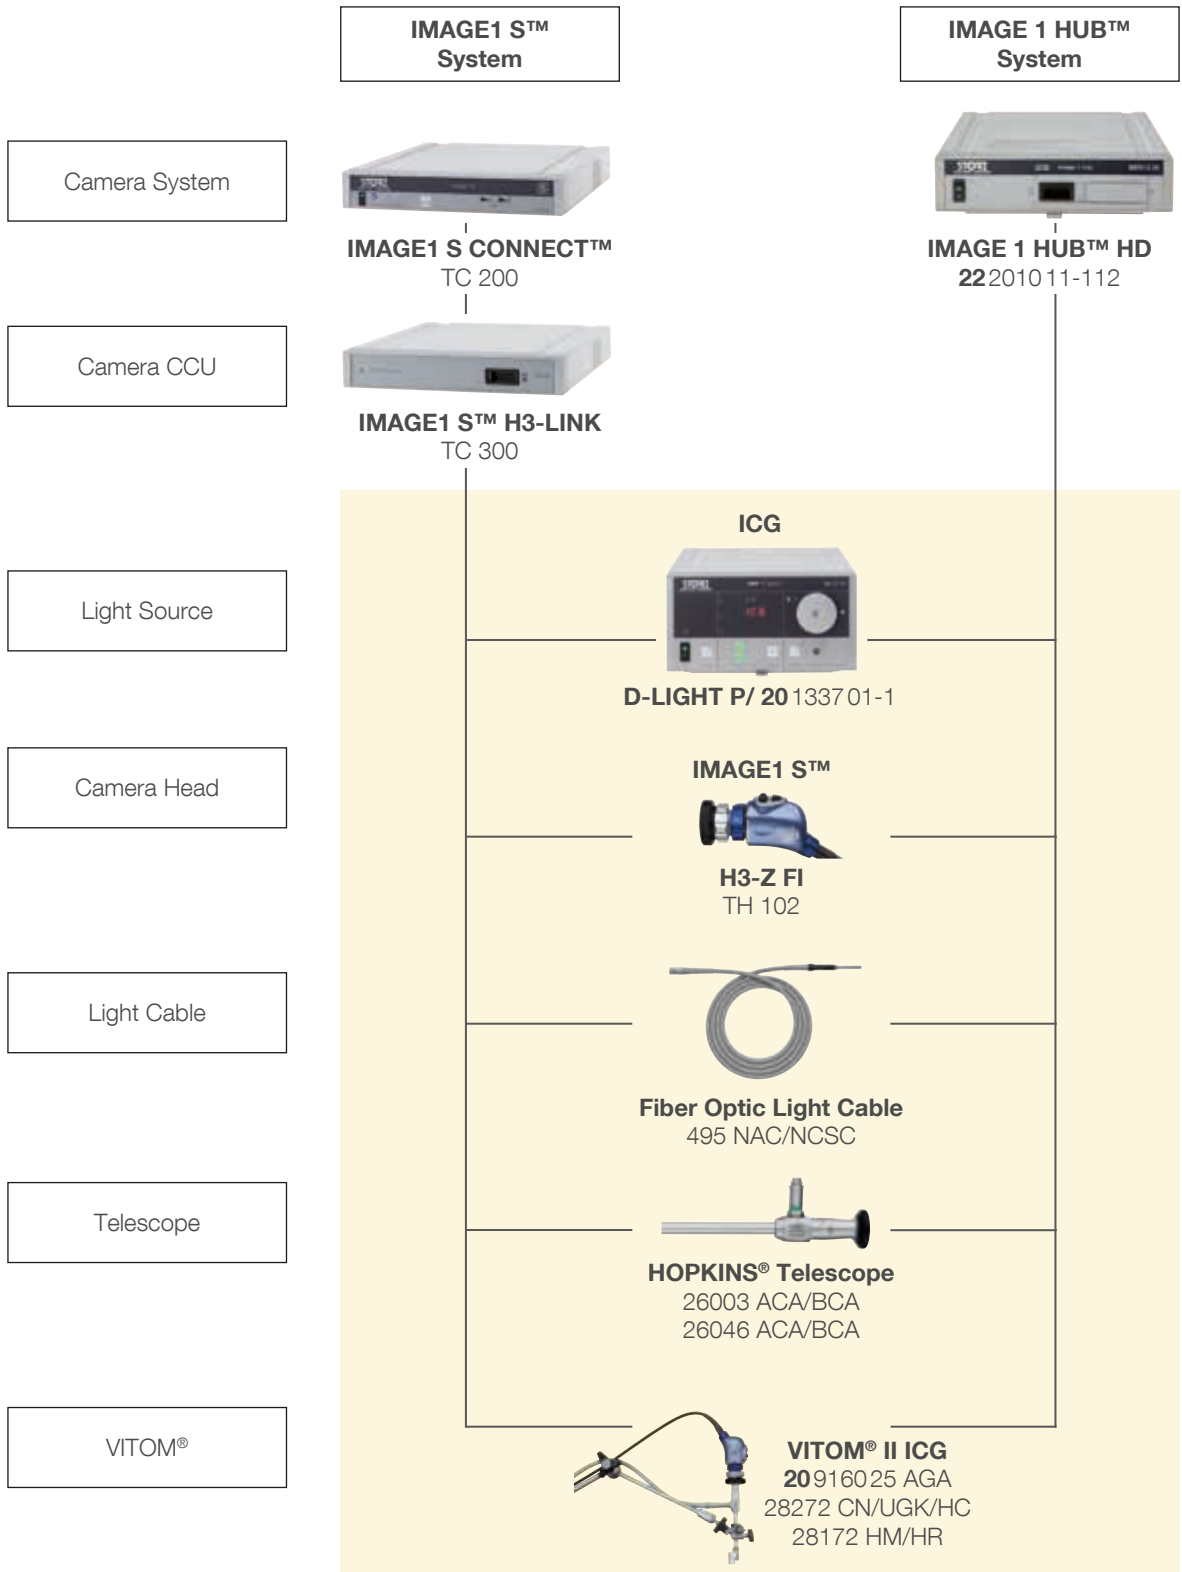 IMAGE1 S™
System
IMAGE 1 HUB™
System
Camera System
STORZ
STORZ
IMAGE1 S CONNECT™
TC 200
IMAGE 1 HUB™ HD
22 2010 11-112
Camera CCU
IMAGE1 S™ H3-LINK
TC 300
ICG
Light Source
STORZ
D-LIGHT P/ 20 1337 01-1
Camera Head
IMAGE1 S™
H3-Z FI
TH 102
Light Cable
Fiber Optic Light Cable
495 NAC/NCSC
Telescope
HOPKINS® Telescope
26003 ACA/BCA
26046 ACA/BCA
VITOM®
VITOM® II ICG
20 9160 25 AGA
28272 CN/UGK/HC
28172 HM/HR